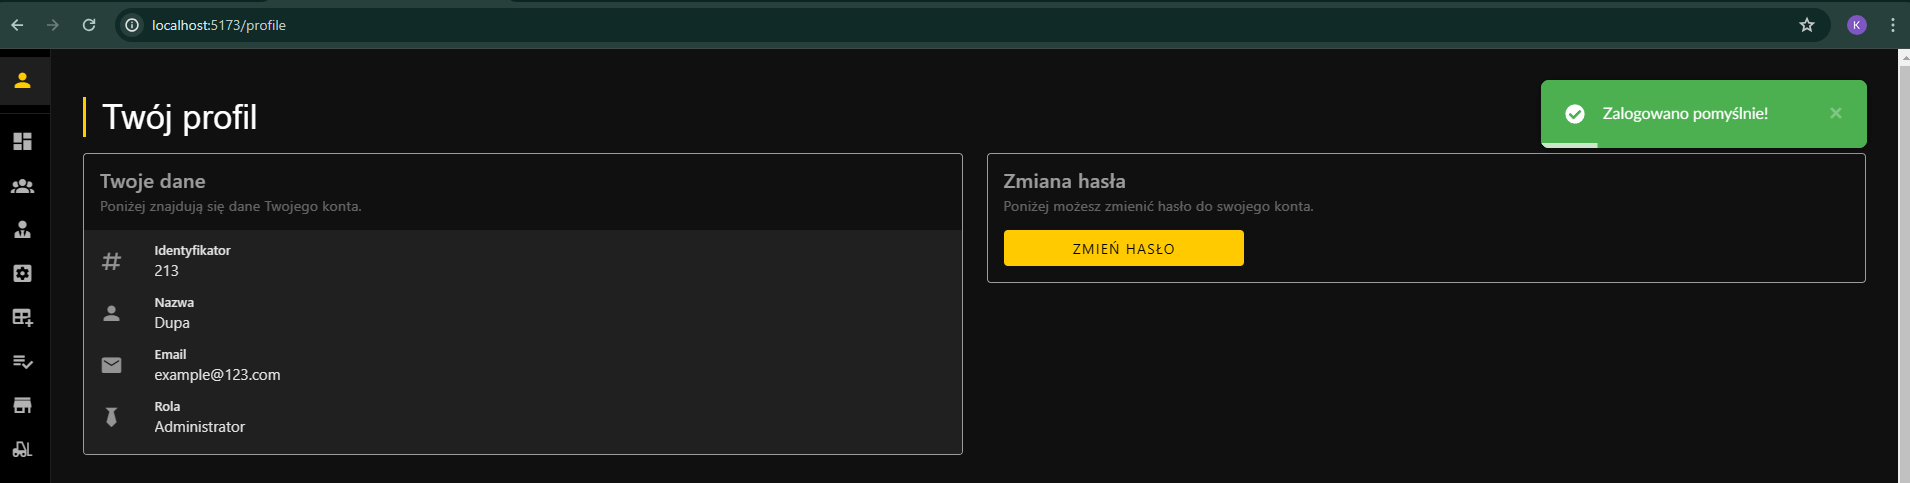 localhost:5173/profile
K
Twój profil
Zalogowano pomyślnie!
Twoje dane
Poniżej znajdują się dane Twojego konta.
Identyfikator
213
Nazwa
Dupa
Email
example@123.com
Rola
Administrator
Zmiana hasła
Poniżej możesz zmienić hasło do swojego konta.
ZMIEŃ HASŁO